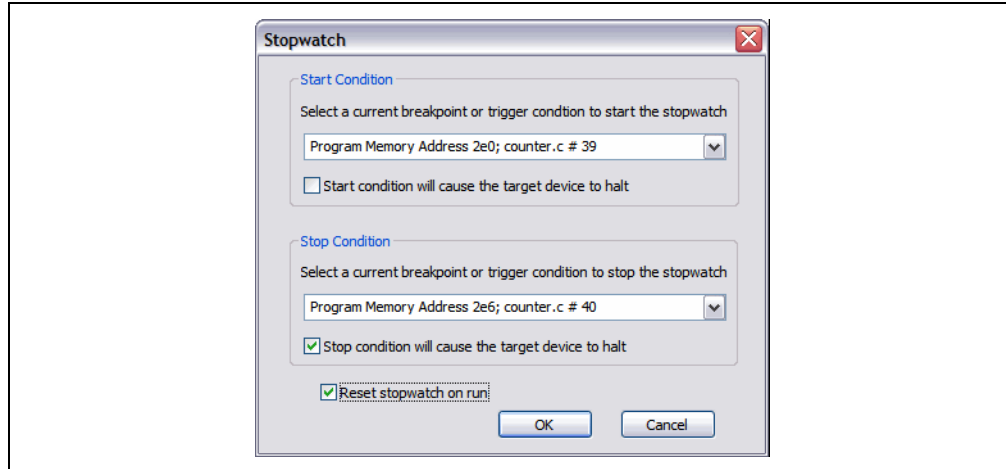 Stopwatch
Start Condition
Select a current breakpoint or trigger condtion to start the stopwatch
Program Memory Address 2e0; counter.c # 39
Start condition will cause the target device to halt
Stop Condition
Select a current breakpoint or trigger condition to stop the stopwatch
Program Memory Address 2e6; counter.c # 40
Stop condition will cause the target device to halt
Reset stopwatch on run
OK Cancel